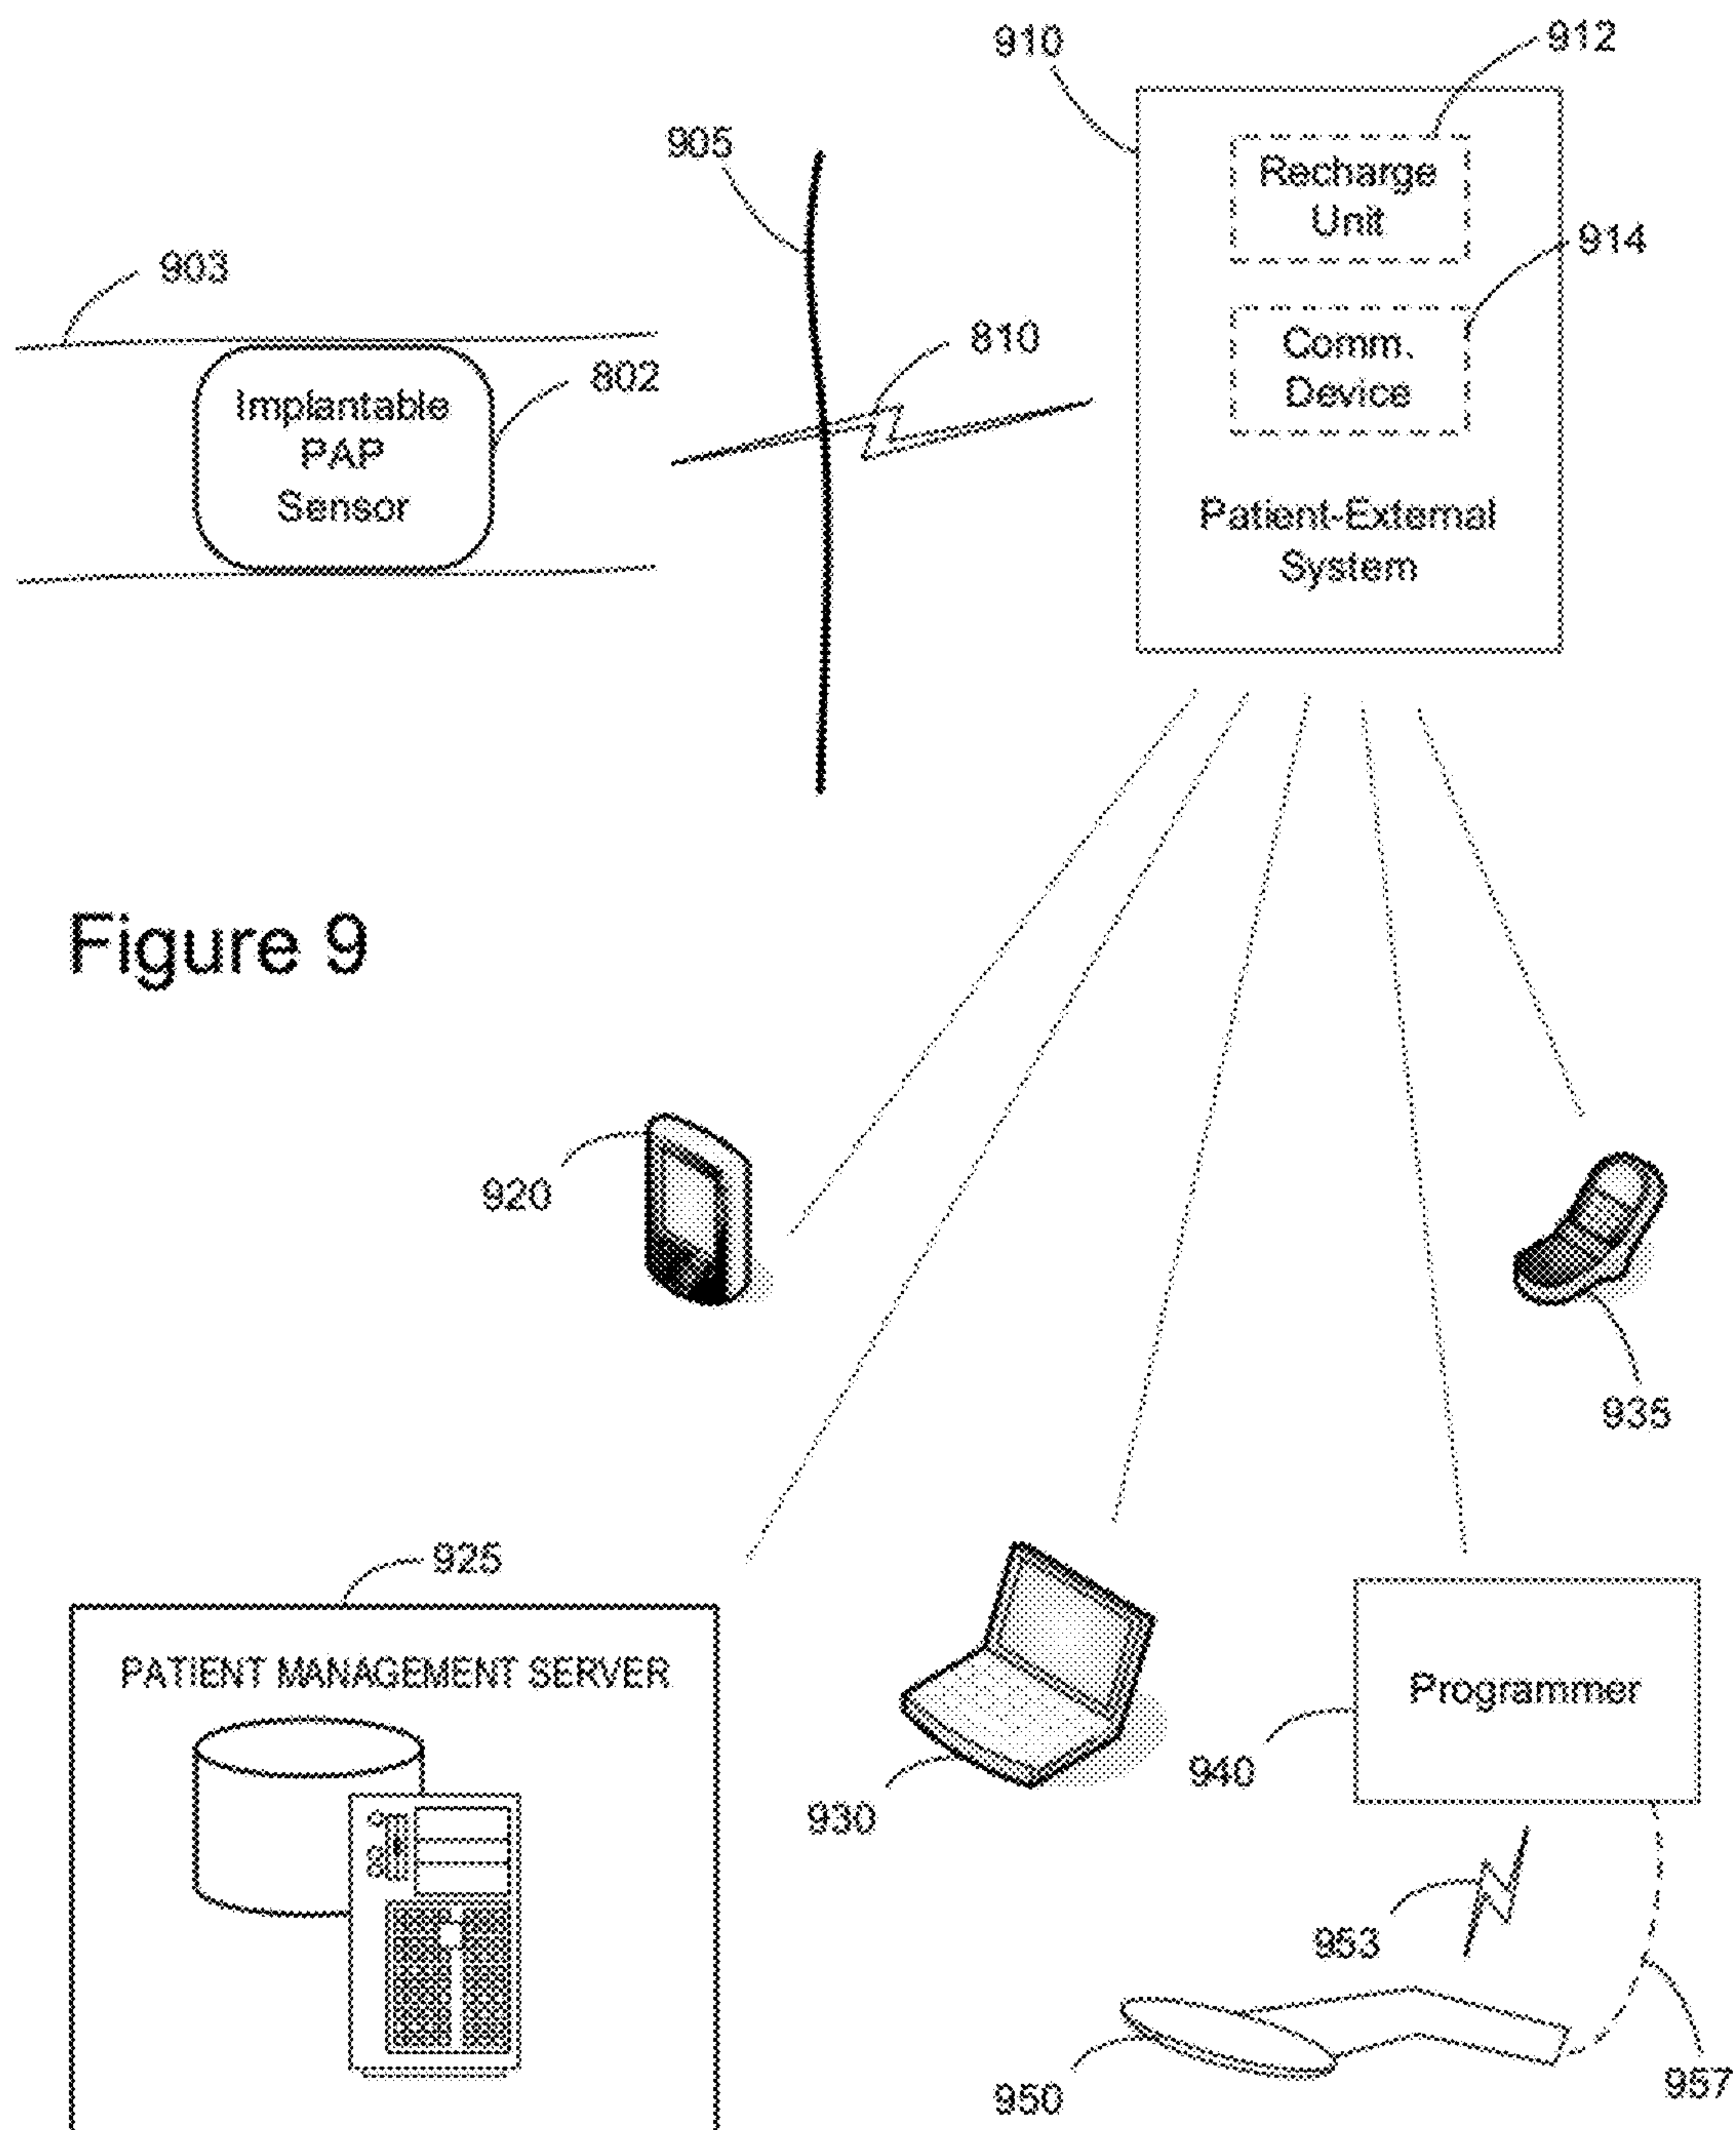 910
912
905
Recharge
Unit
914
903
810
Comm.
Device
802
Implantable
PAP
Sensor
Patient-External
System
Figure 9
920
935
925
PATIENT MANAGEMENT SERVER
Programmer
940
930
953
950
957